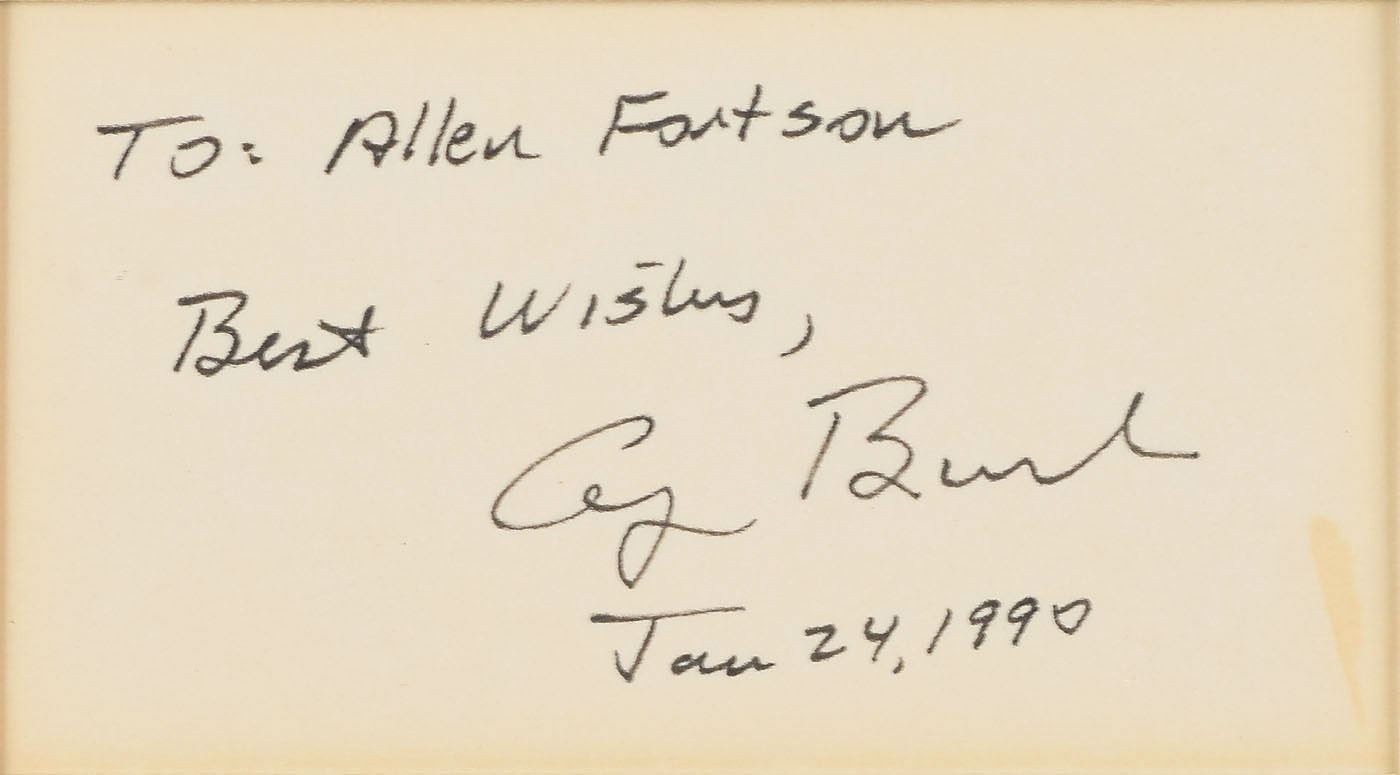 To: Allen Fortson
Best Wishes,
Jan 24, 1990